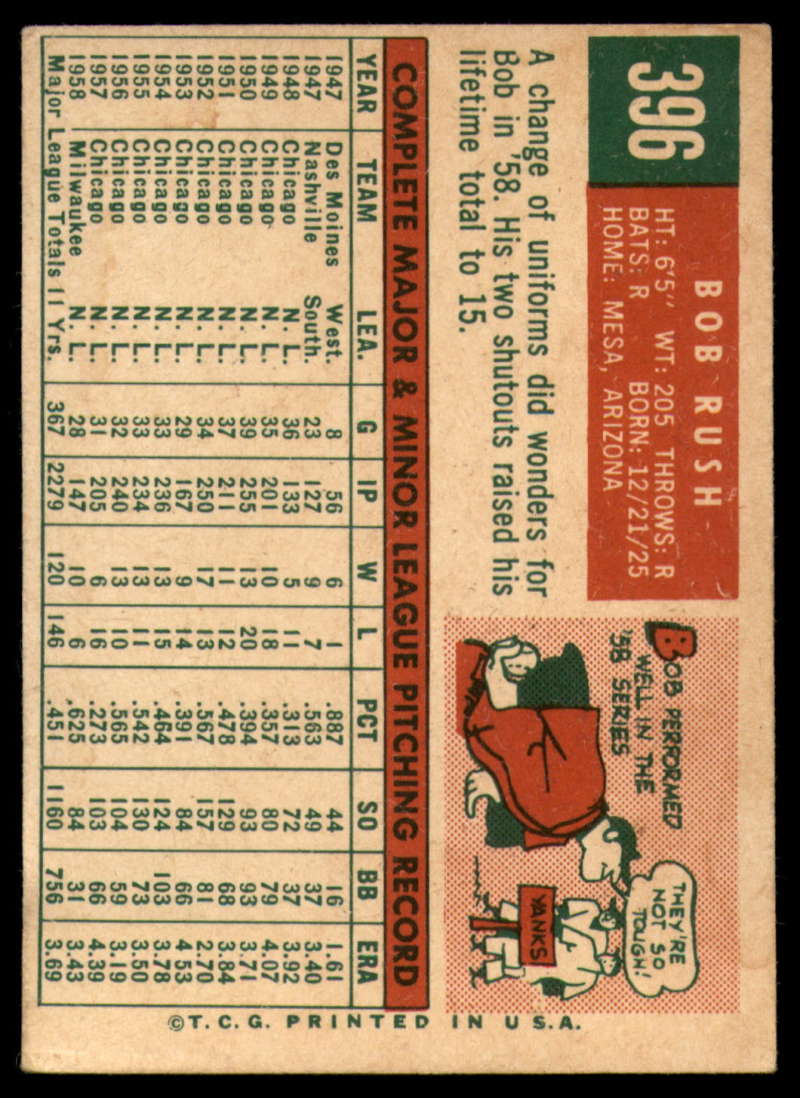 396
BOB RUSH
HT: 6'5" WT: 205 THROWS: R
BATS: R BORN: 12/21/25
HOME: MESA, ARIZONA
BOB PERFORMED
WELL IN THE
'58 SERIES
THEY'RE
NOT SO
TOUGH!
YANKS
A change of uniforms did wonders for
Bob in '58. His two shutouts raised his
lifetime total to 15.
COMPLETE MAJOR & MINOR LEAGUE PITCHING RECORD
YEAR TEAM LEA. G IP W L PCT SO BB ERA
1947 Des Moines West. 8 56 6 1 .887 44 16 1.61
1947 Nashville South. 23 127 9 7 .563 49 37 3.40
1948 Chicago N. L. 36 133 5 11 .313 72 37 3.92
1949 Chicago N. L. 35 201 10 18 .357 80 79 4.07
1950 Chicago N. L. 39 255 13 20 .394 93 93 3.71
1951 Chicago N. L. 37 211 11 12 .478 129 68 3.84
1952 Chicago N. L. 34 250 17 13 .567 157 81 2.70
1953 Chicago N. L. 29 167 9 14 .391 84 66 4.53
1954 Chicago N. L. 33 236 13 15 .464 124 103 3.78
1955 Chicago N. L. 33 234 13 11 .542 130 73 3.50
1956 Chicago N. L. 32 240 13 10 .565 104 59 3.19
1957 Chicago N. L. 31 205 6 16 .273 103 66 4.39
1958 Milwaukee N. L. 28 147 10 6 .625 84 31 3.43
Major League Totals 11 Yrs. 367 2279 120 146 .451 1160 756 3.69
©T.C.G. PRINTED IN U.S.A.